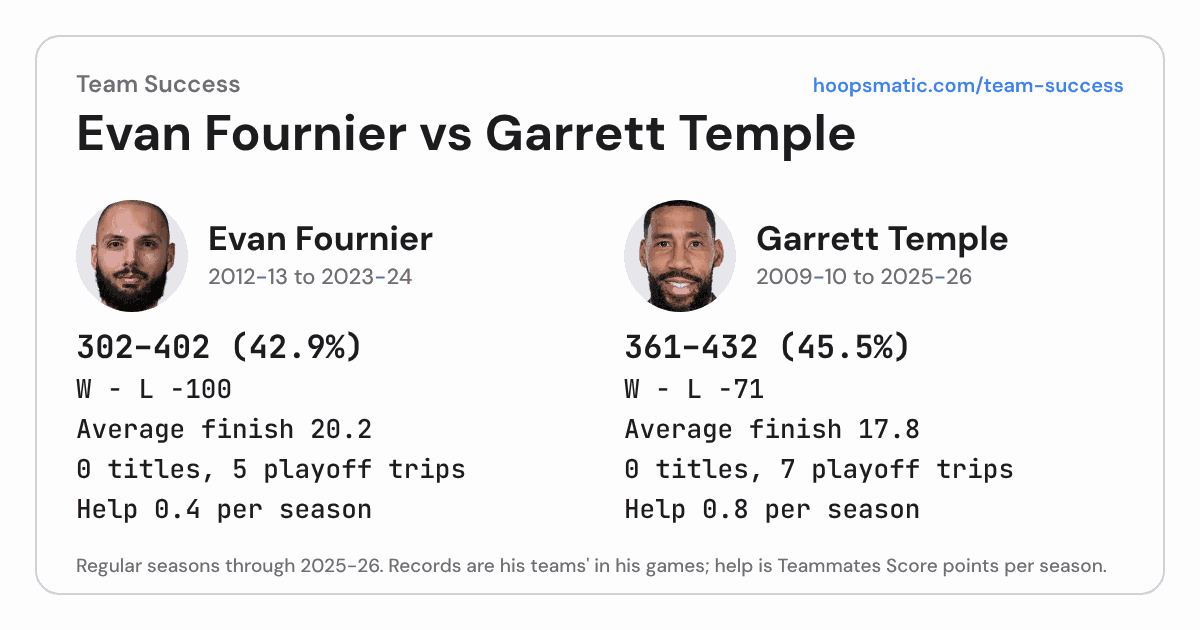 Team Success
hoopsmatic.com/team-success
Evan Fournier vs Garrett Temple
Evan Fournier
2012-13 to 2023-24
302-402 (42.9%)
W - L -100
Average finish 20.2
0 titles, 5 playoff trips
Help 0.4 per season
Garrett Temple
2009-10 to 2025-26
361-432 (45.5%)
W - L -71
Average finish 17.8
0 titles, 7 playoff trips
Help 0.8 per season
Regular seasons through 2025-26. Records are his teams' in his games; help is Teammates Score points per season.